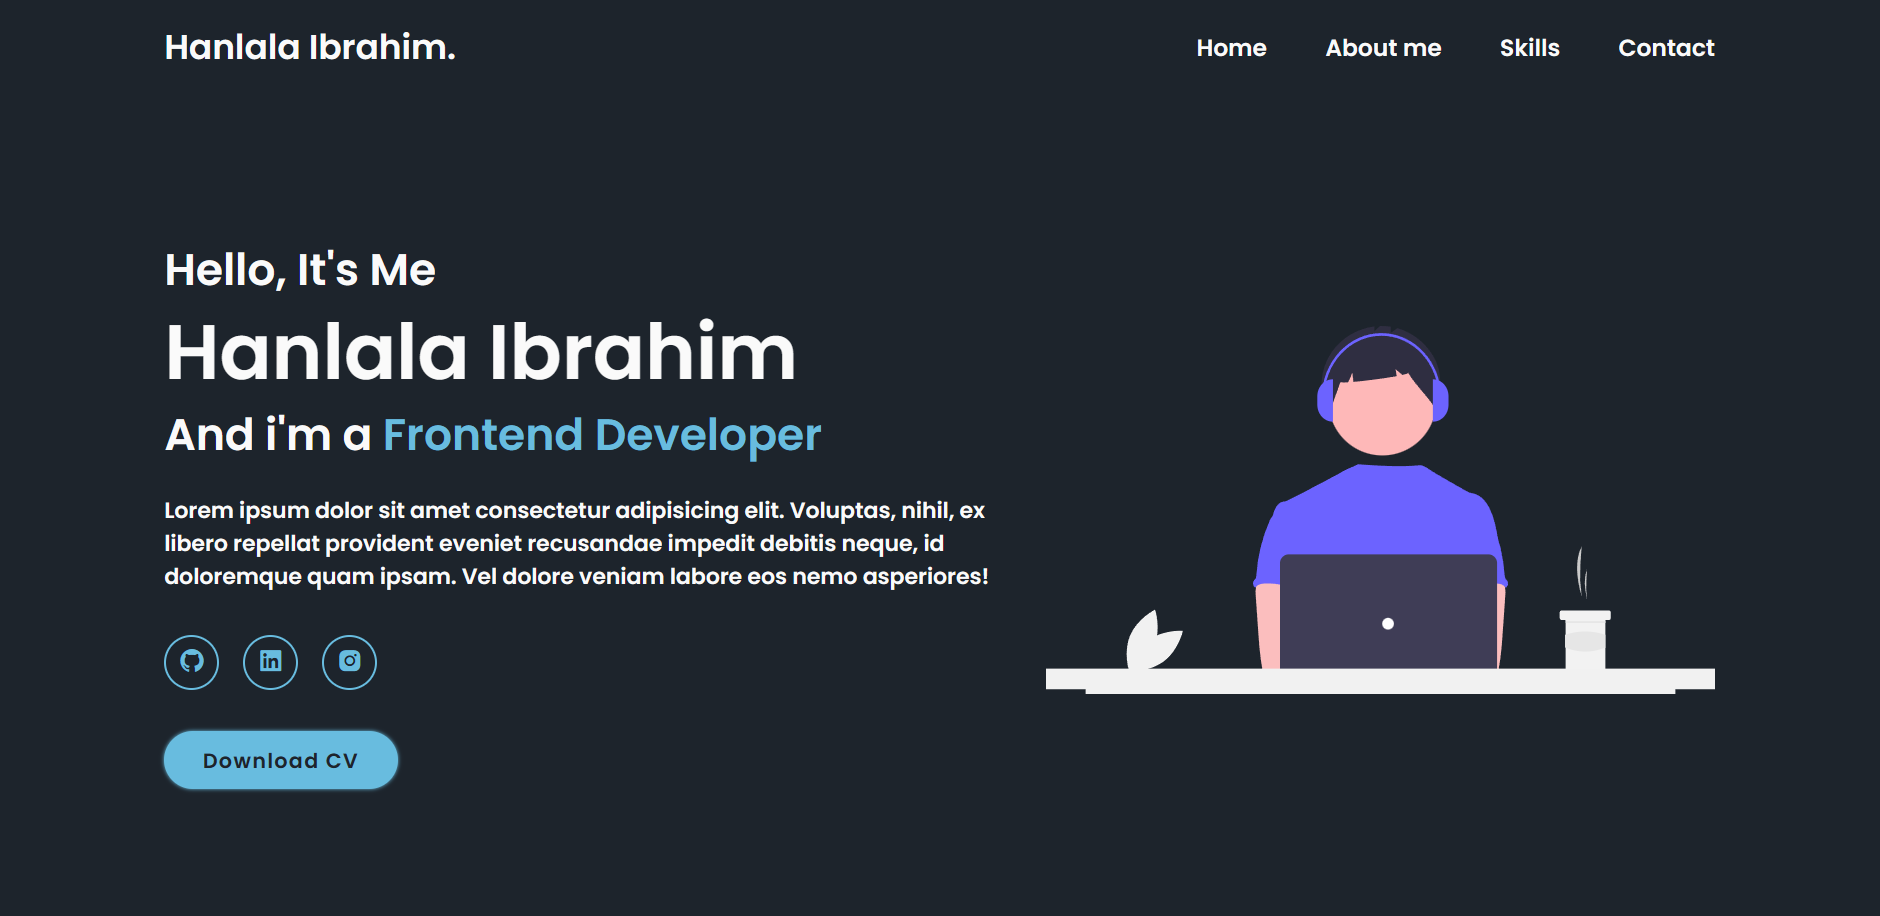 Hanlala Ibrahim.
Home About me Skills Contact
Hello, It's Me
Hanlala Ibrahim
And i'm a Frontend Developer
Lorem ipsum dolor sit amet consectetur adipisicing elit. Voluptas, nihil, ex
libero repellat provident eveniet recusandae impedit debitis neque, id
doloremque quam ipsam. Vel dolore veniam labore eos nemo asperiores!
in
Download CV